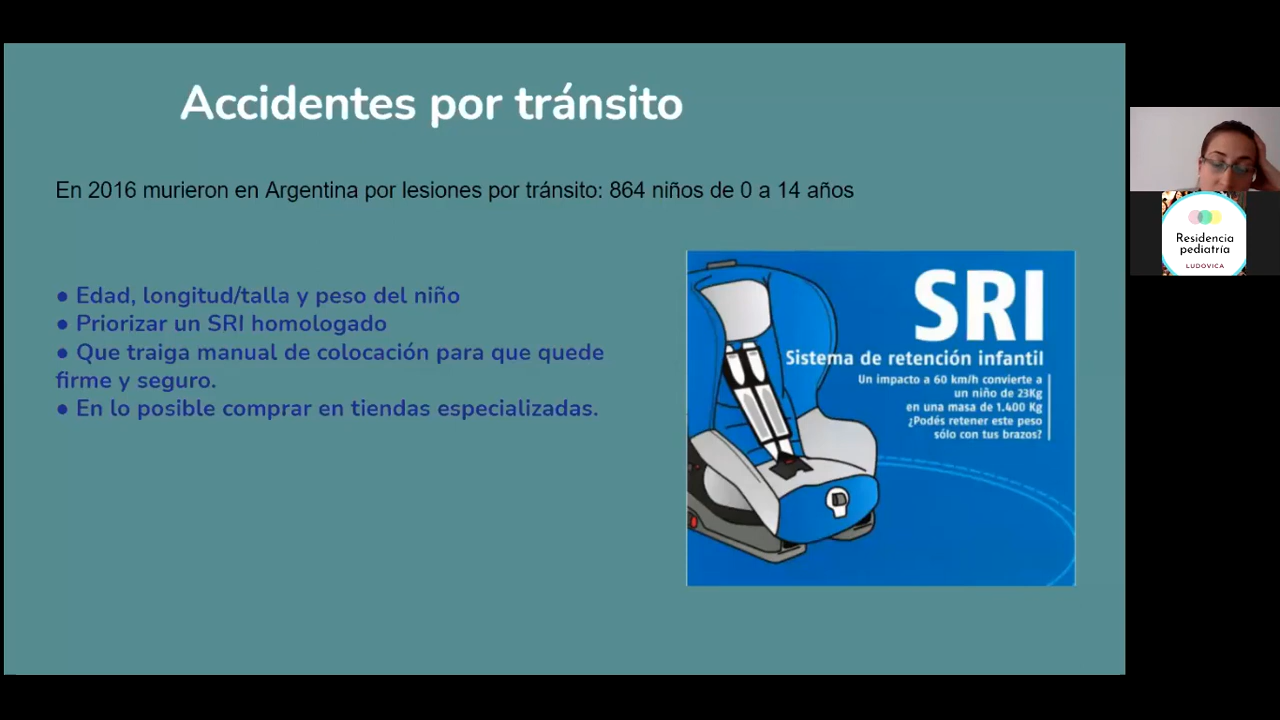 Accidentes por tránsito
En 2016 murieron en Argentina por lesiones por tránsito: 864 niños de 0 a 14 años
● Edad, longitud/talla y peso del niño
● Priorizar un SRI homologado
● Que traiga manual de colocación para que quede
firme y seguro.
● En lo posible comprar en tiendas especializadas.
SRI
Sistema de retención infantil
Un impacto a 60 km/h convierte a
un niño de 23Kg
en una masa de 1.400 Kg
¿Podés retener este peso
sólo con tus brazos?
Residencia
pediatría
LUDOVICA